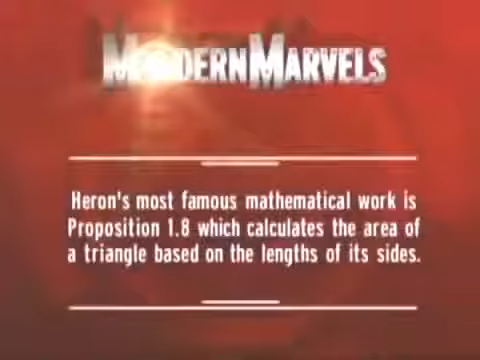 MODERN MARVELS
Heron's most famous mathematical work is
Proposition 1.8 which calculates the area of
a triangle based on the lengths of its sides.